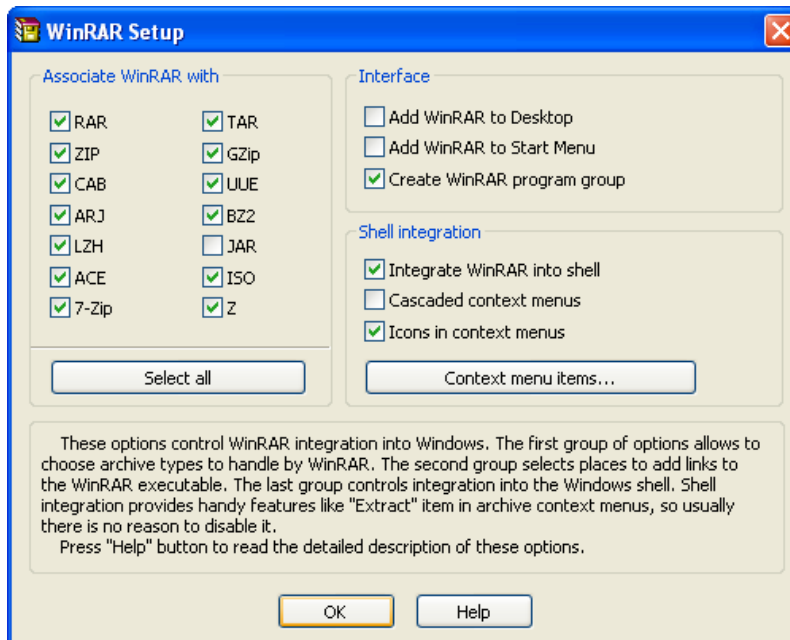 WinRAR Setup
Associate WinRAR with
RAR
ZIP
CAB
ARJ
LZH
ACE
7-Zip
TAR
GZip
UUE
BZ2
JAR
ISO
Z
Select all
Interface
Add WinRAR to Desktop
Add WinRAR to Start Menu
Create WinRAR program group
Shell integration
Integrate WinRAR into shell
Cascaded context menus
Icons in context menus
Context menu items...
These options control WinRAR integration into Windows. The first group of options allows to
choose archive types to handle by WinRAR. The second group selects places to add links to
the WinRAR executable. The last group controls integration into the Windows shell. Shell
integration provides handy features like "Extract" item in archive context menus, so usually
there is no reason to disable it.
Press "Help" button to read the detailed description of these options.
OK
Help